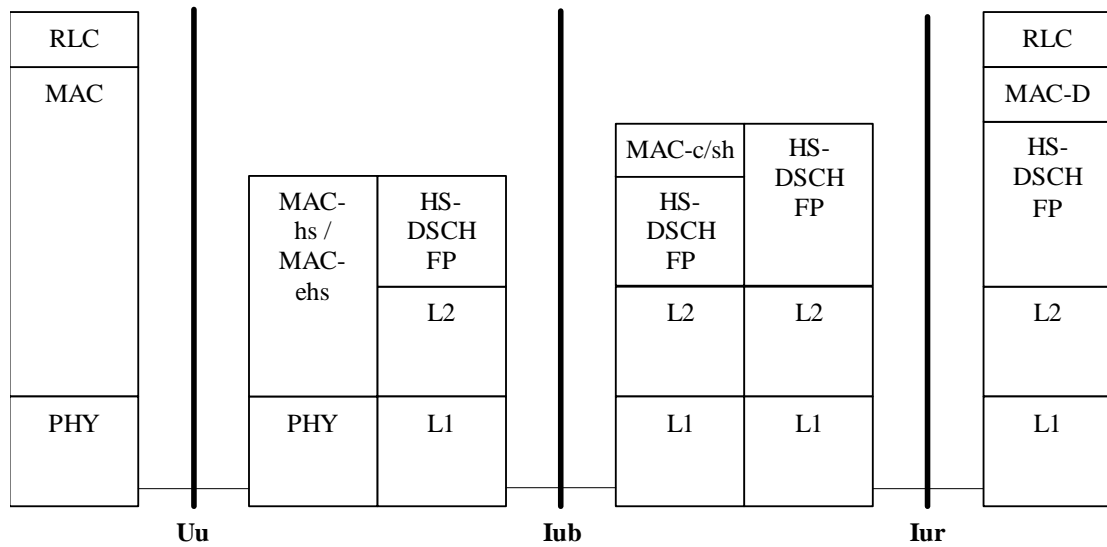 RLC
MAC
PHY
MAC-
hs /
MAC-
ehs
PHY
HS-
DSCH
FP
L2
L1
MAC-c/sh
HS-
DSCH
FP
L2
L1
HS-
DSCH
FP
L2
L1
RLC
MAC-D
HS-
DSCH
FP
L2
L1
Uu
Iub
Iur